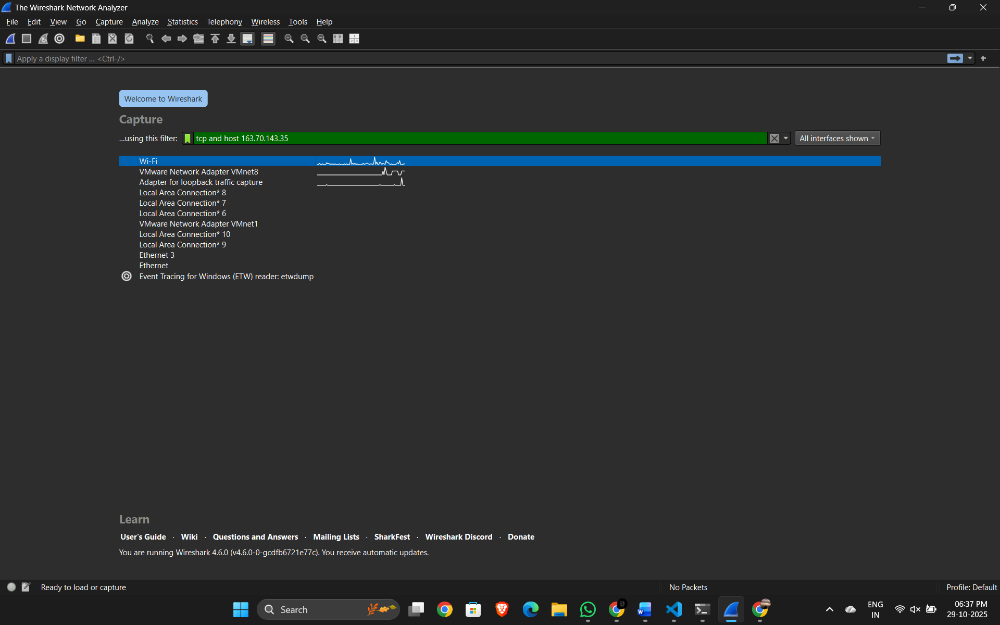 The Wireshark Network Analyzer
File Edit View Go Capture Analyze Statistics Telephony Wireless Tools Help
Apply a display filter ... <Ctrl-/>
Welcome to Wireshark
Capture
...using this filter: tcp and host 163.70.143.35 All interfaces shown
Wi-Fi
VMware Network Adapter VMnet8
Adapter for loopback traffic capture
Local Area Connection* 8
Local Area Connection* 7
Local Area Connection* 6
VMware Network Adapter VMnet1
Local Area Connection* 10
Local Area Connection* 9
Ethernet 3
Ethernet
Event Tracing for Windows (ETW) reader: etwdump
Learn
User's Guide · Wiki · Questions and Answers · Mailing Lists · SharkFest · Wireshark Discord · Donate
You are running Wireshark 4.6.0 (v4.6.0-0-gcdfb6721e77c). You receive automatic updates.
Ready to load or capture No Packets Profile: Default
Search
ENG
IN
06:37 PM
29-10-2025